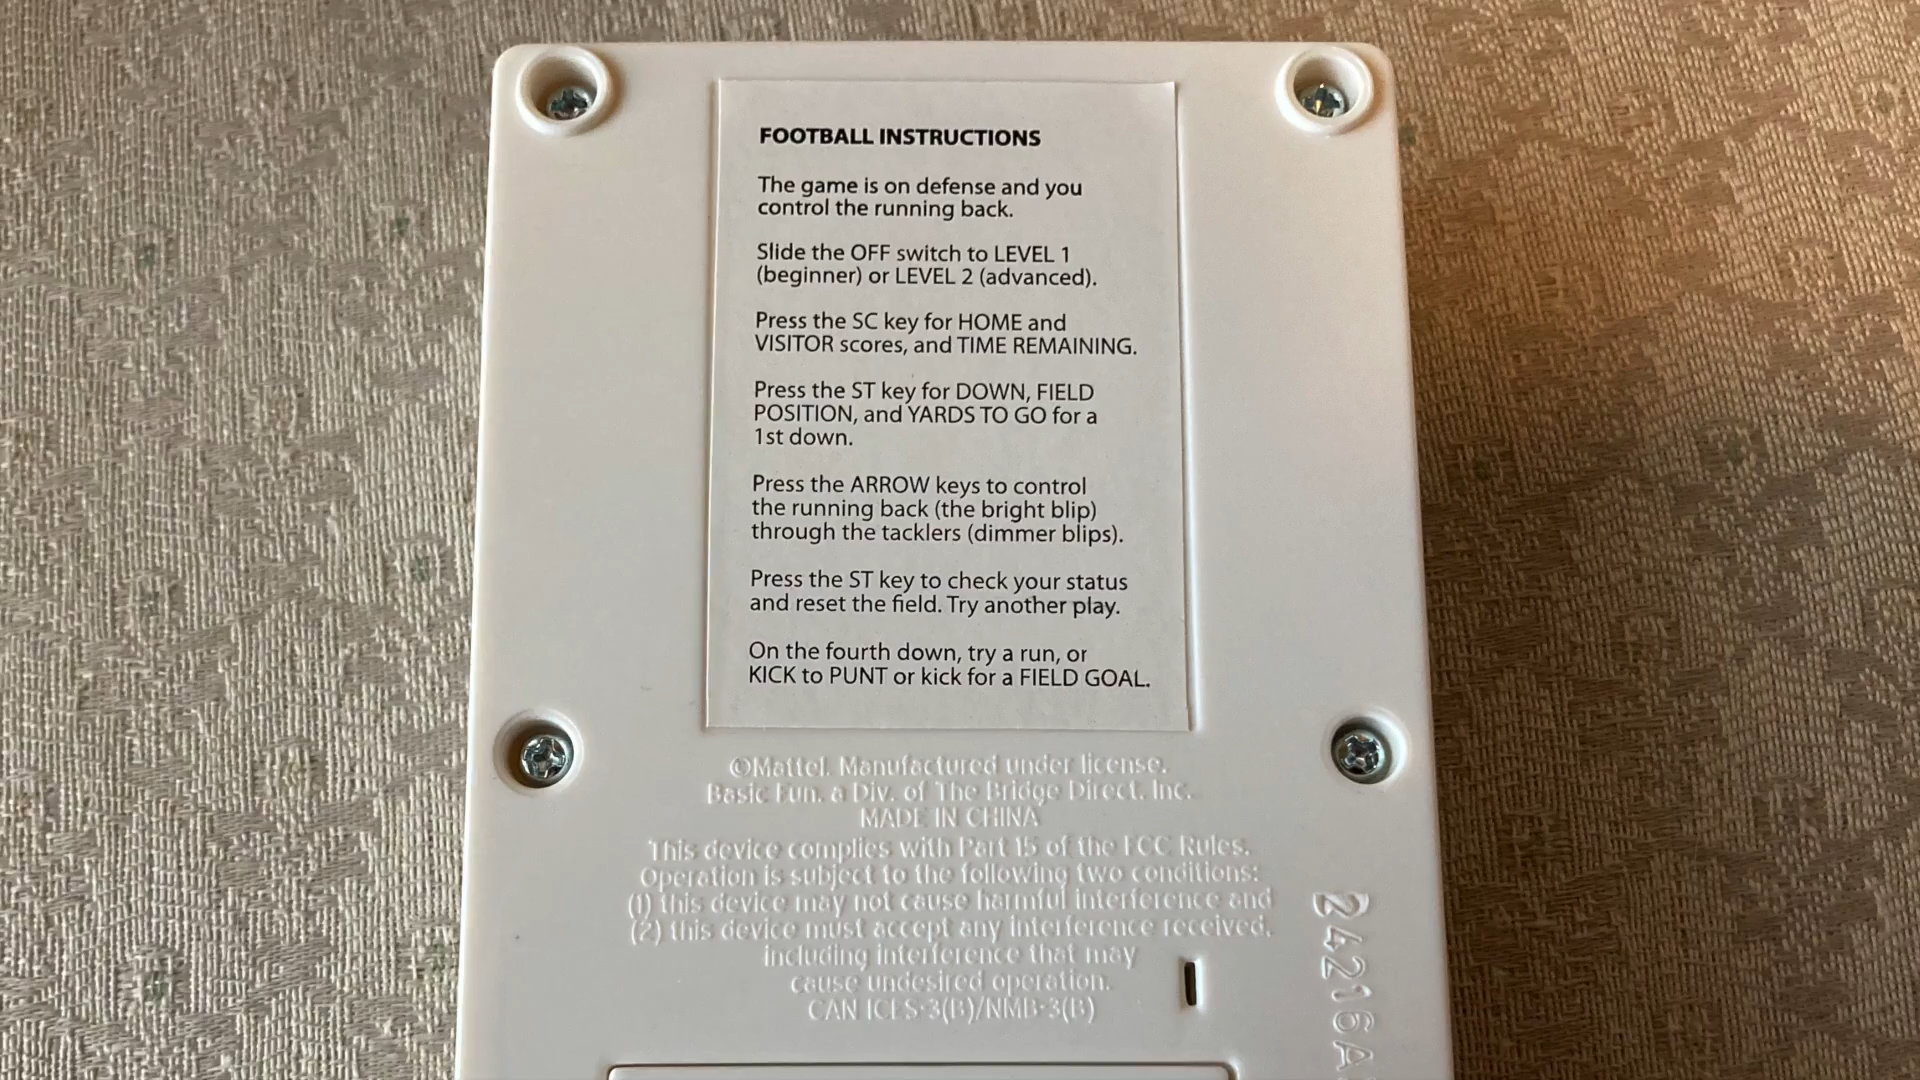 FOOTBALL INSTRUCTIONS
The game is on defense and you
control the running back.
Slide the OFF switch to LEVEL 1
(beginner) or LEVEL 2 (advanced).
Press the SC key for HOME and
VISITOR scores, and TIME REMAINING.
Press the ST key for DOWN, FIELD
POSITION, and YARDS TO GO for a
1st down.
Press the ARROW keys to control
the running back (the bright blip)
through the tacklers (dimmer blips).
Press the ST key to check your status
and reset the field. Try another play.
On the fourth down, try a run, or
KICK to PUNT or kick for a FIELD GOAL.
©Mattel. Manufactured under license.
Basic Fun, a Div. of The Bridge Direct, Inc.
MADE IN CHINA
This device complies with Part 15 of the FCC Rules.
Operation is subject to the following two conditions:
(1) this device may not cause harmful interference and
(2) this device must accept any interference received,
including interference that may
cause undesired operation.
CAN ICES-3(B)/NMB-3(B)
24216A